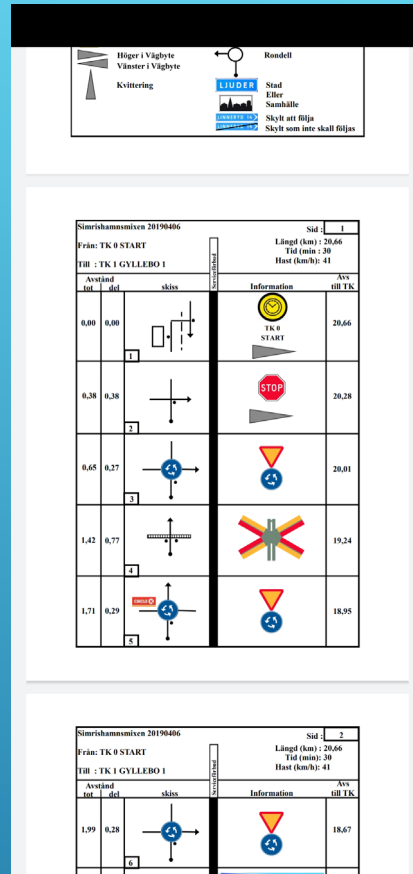 Höger i Vägbyte
Vänster i Vägbyte
Kvittering
Rondell
LJUDER
Stad
Eller
Samhälle
LINNERYD 14
Skylt att följa
Skylt som inte skall följas
Simrishamnsmixen 20190406
Sid : 1
Från: TK 0 START
Till : TK 1 GYLLEBO 1
Serviceförbud
Längd (km) : 20,66
Tid (min : 30
Hast (km/h): 41
Avstånd
tot del
skiss
Information
Avs
till TK
0,00 0,00
1
TK 0
START
20,66
0,38 0,38
2
STOP
20,28
0,65 0,27
3
20,01
1,42 0,77
4
19,24
1,71 0,29
5
18,95
Simrishamnsmixen 20190406
Sid : 2
Från: TK 0 START
Till : TK 1 GYLLEBO 1
Serviceförbud
Längd (km) : 20,66
Tid (min): 30
Hast (km/h): 41
Avstånd
tot del
skiss
Information
Avs
till TK
1,99 0,28
6
18,67